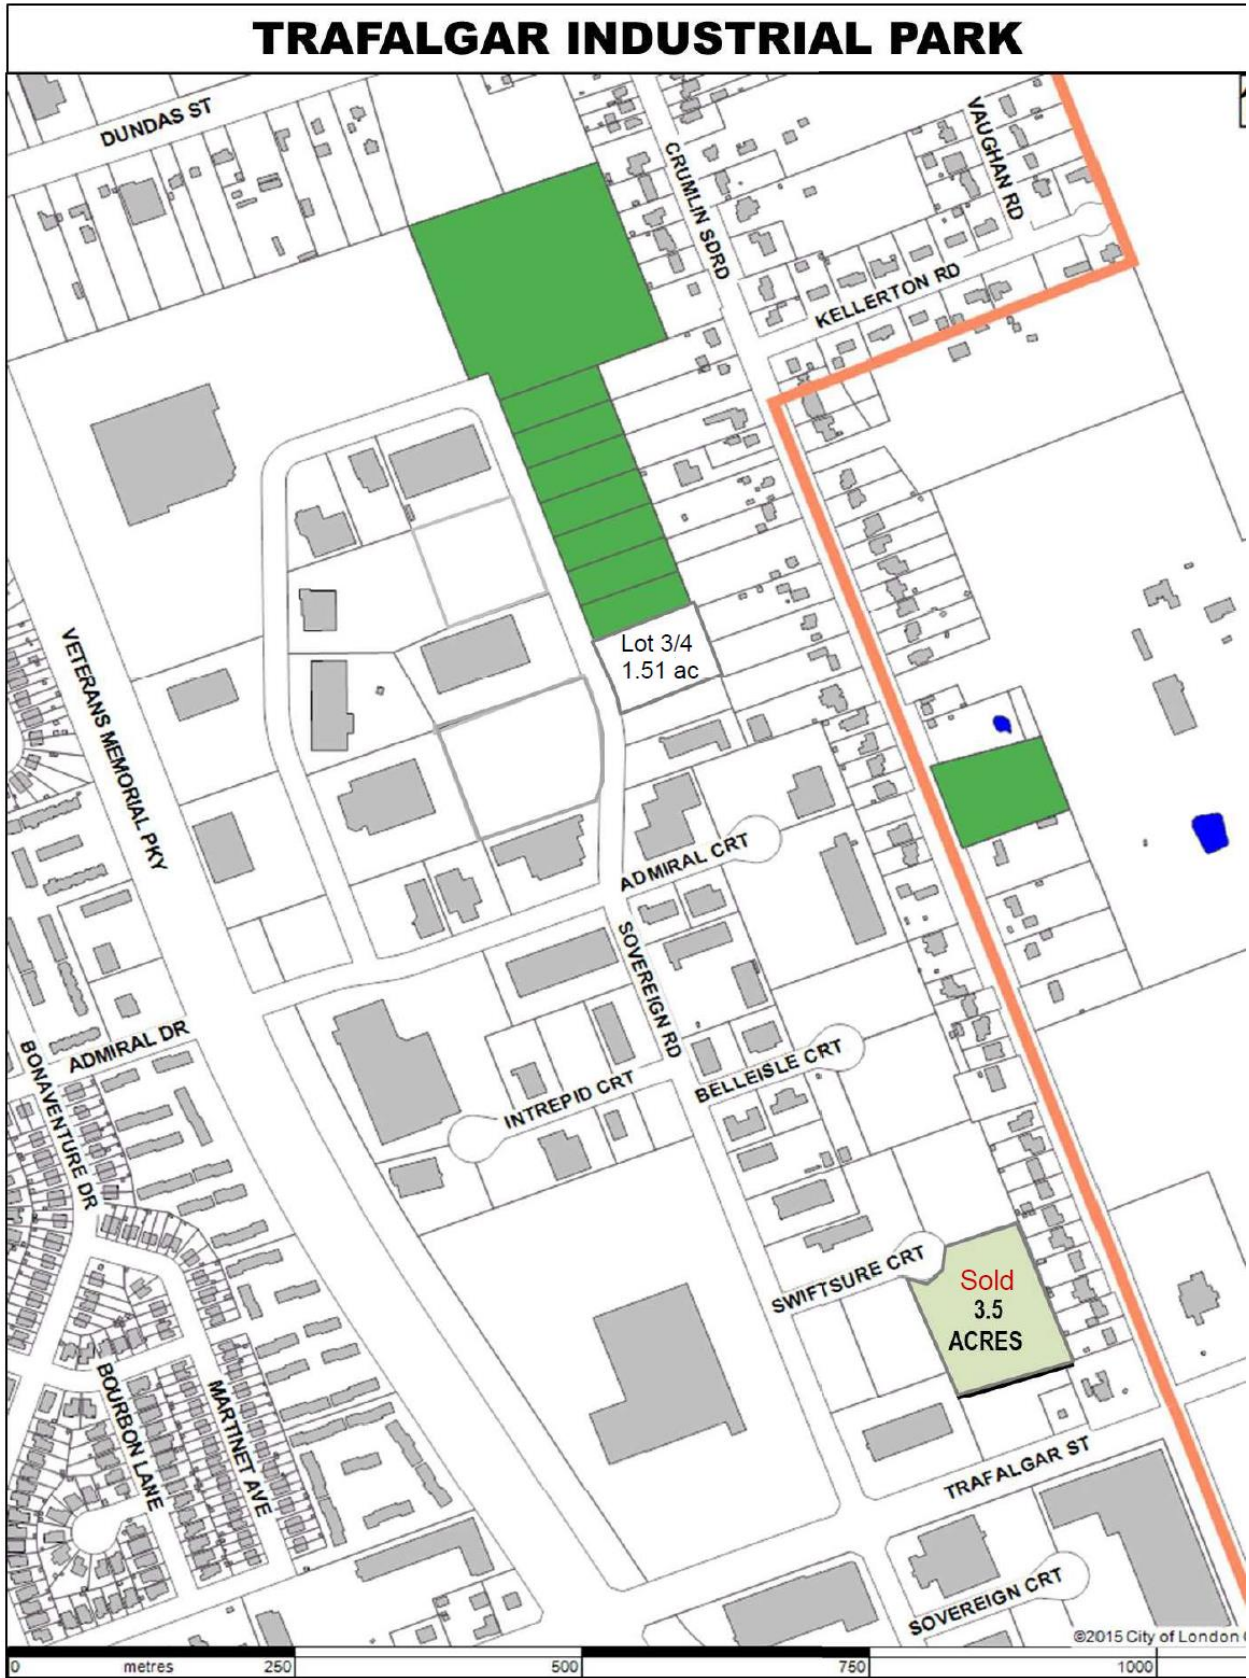 TRAFALGAR INDUSTRIAL PARK
DUNDAS ST
CRUMLIN SDRD
VAUGHAN RD
KELLERTON RD
Lot 3/4
1.51 ac
VETERANS MEMORIAL PKY
ADMIRAL CRT
SOVEREIGN RD
ADMIRAL DR
BONAVENTURE DR
INTREPID CRT
BELLEISLE CRT
SWIFTSURE CRT
Sold
3.5
ACRES
BOURBON LANE
MARTINET AVE
TRAFALGAR ST
SOVEREIGN CRT
©2015 City of London
0 metres 250 500 750 1000